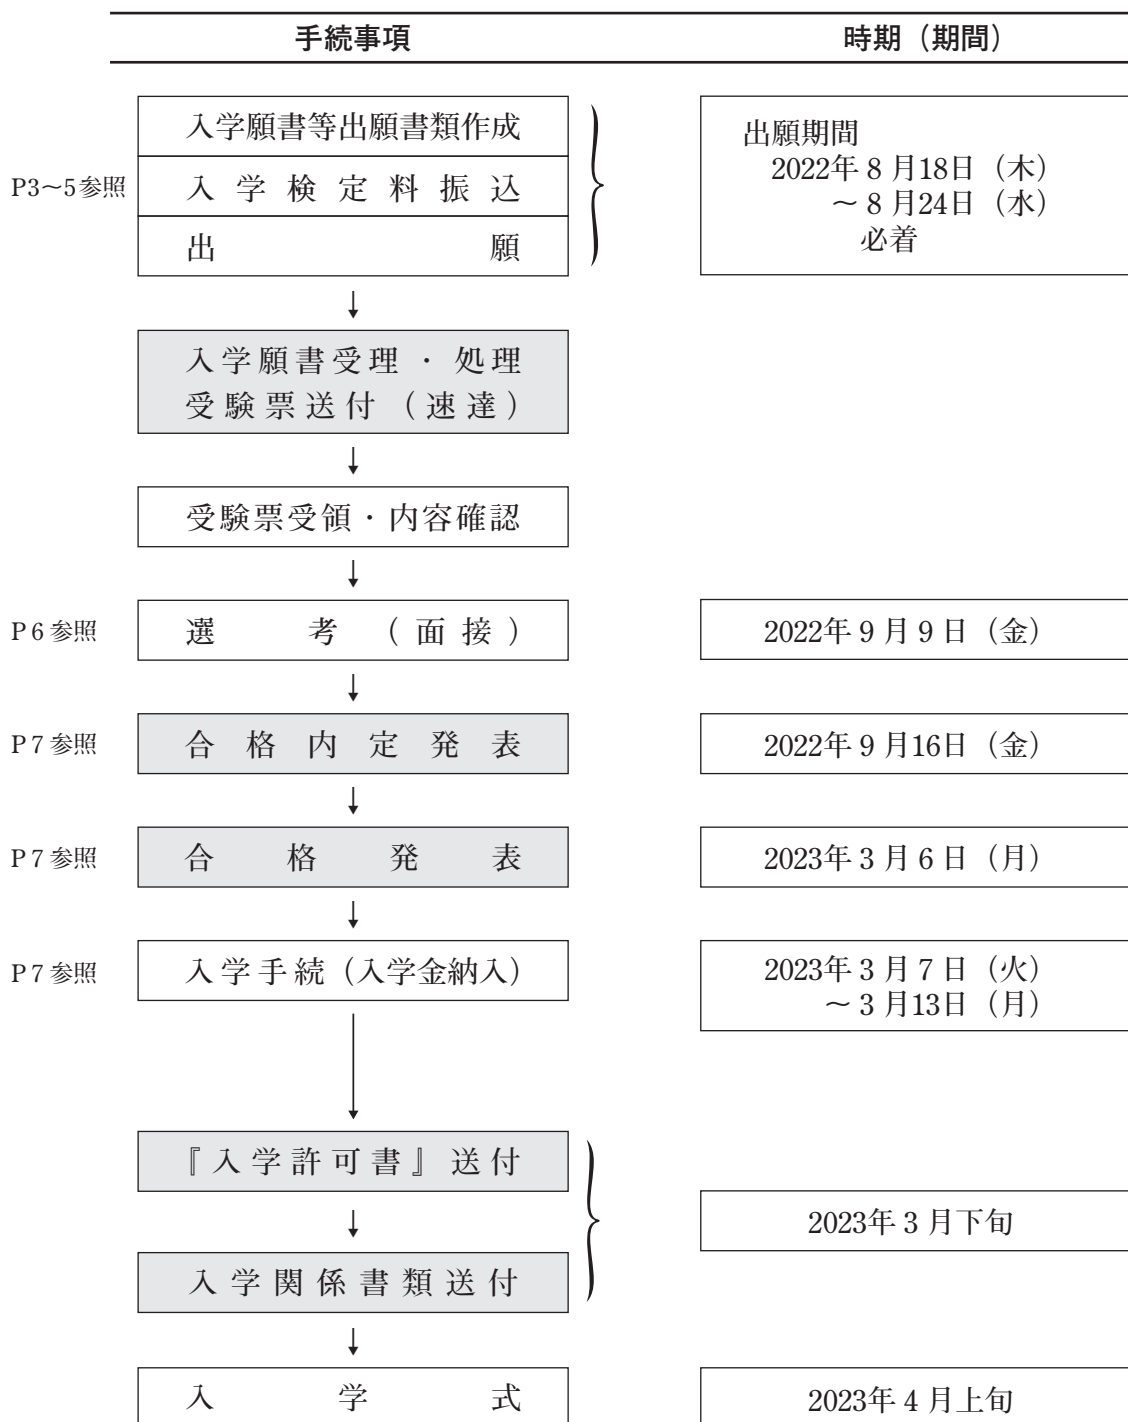 手続事項 時期（期間）
入学願書等出願書類作成
P3〜5参照 入学検定料振込
出願
出願期間
2022年8月18日（木）
〜8月24日（水）
必着
↓
入学願書受理・処理
受験票送付（速達）
↓
受験票受領・内容確認
↓
P6参照 選考（面接） 2022年9月9日（金）
↓
P7参照 合格内定発表 2022年9月16日（金）
↓
P7参照 合格発表 2023年3月6日（月）
↓
P7参照 入学手続（入学金納入） 2023年3月7日（火）
〜3月13日（月）
↓
『入学許可書』送付
↓
2023年3月下旬
入学関係書類送付
↓
入学式 2023年4月上旬